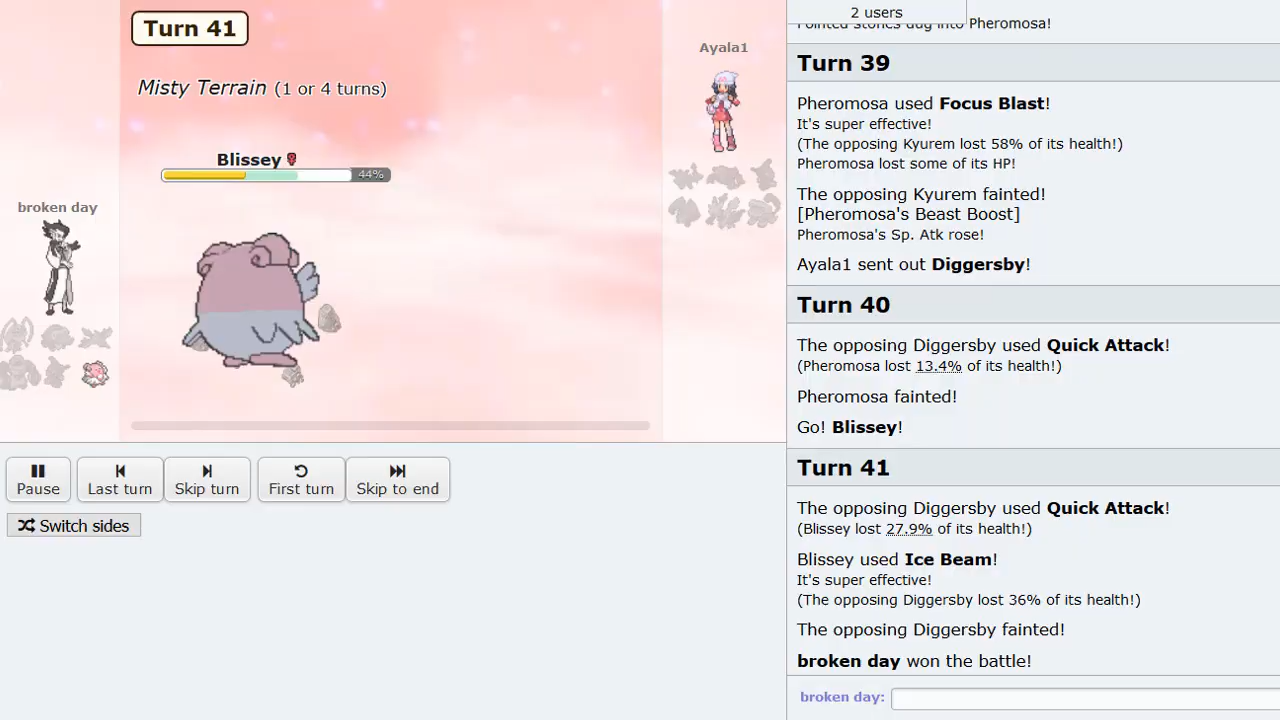 Turn 41
Misty Terrain (1 or 4 turns)
Blissey
44%
broken day
Ayala1
Pause
Last turn
Skip turn
First turn
Skip to end
Switch sides
2 users
Pointed stones dug into Pheromosa!
Turn 39
Pheromosa used Focus Blast!
It's super effective!
(The opposing Kyurem lost 58% of its health!)
Pheromosa lost some of its HP!
The opposing Kyurem fainted!
[Pheromosa's Beast Boost]
Pheromosa's Sp. Atk rose!
Ayala1 sent out Diggersby!
Turn 40
The opposing Diggersby used Quick Attack!
(Pheromosa lost 13.4% of its health!)
Pheromosa fainted!
Go! Blissey!
Turn 41
The opposing Diggersby used Quick Attack!
(Blissey lost 27.9% of its health!)
Blissey used Ice Beam!
It's super effective!
(The opposing Diggersby lost 36% of its health!)
The opposing Diggersby fainted!
broken day won the battle!
broken day: